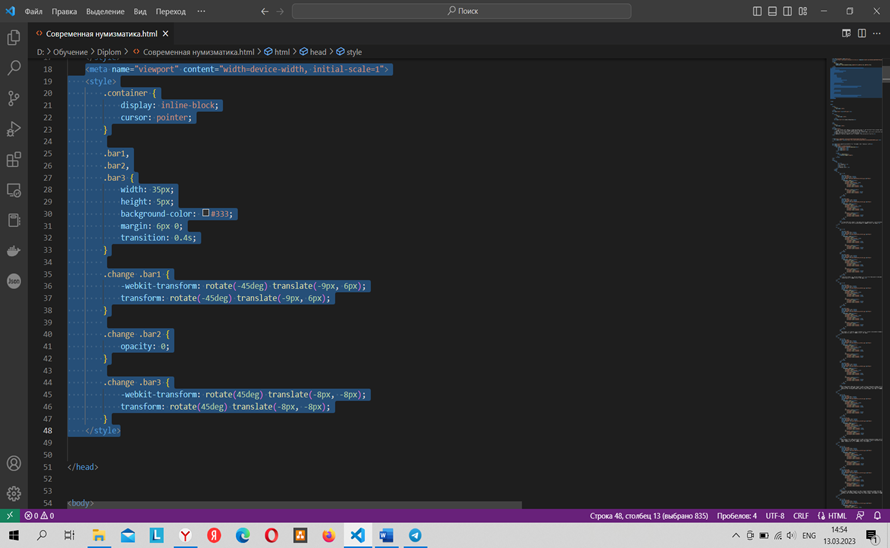 Файл Правка Выделение Вид Переход ··· Поиск
Современная нумизматика.html
D: > Обучение > Diplom > Современная нумизматика.html > html > head > style
18 <meta name="viewport" content="width=device-width, initial-scale=1">
19 <style>
20 .container {
21 display: inline-block;
22 cursor: pointer;
23 }
24
25 .bar1,
26 .bar2,
27 .bar3 {
28 width: 35px;
29 height: 5px;
30 background-color: #333;
31 margin: 6px 0;
32 transition: 0.4s;
33 }
34
35 .change .bar1 {
36 -webkit-transform: rotate(-45deg) translate(-9px, 6px);
37 transform: rotate(-45deg) translate(-9px, 6px);
38 }
39
40 .change .bar2 {
41 opacity: 0;
42 }
43
44 .change .bar3 {
45 -webkit-transform: rotate(45deg) translate(-8px, -8px);
46 transform: rotate(45deg) translate(-8px, -8px);
47 }
48 </style>
49
50
51 </head>
52
53
54 <body>
Json
0 0 Строка 48, столбец 13 (выбрано 835) Пробелов: 4 UTF-8 CRLF HTML
ENG
14:54
13.03.2023